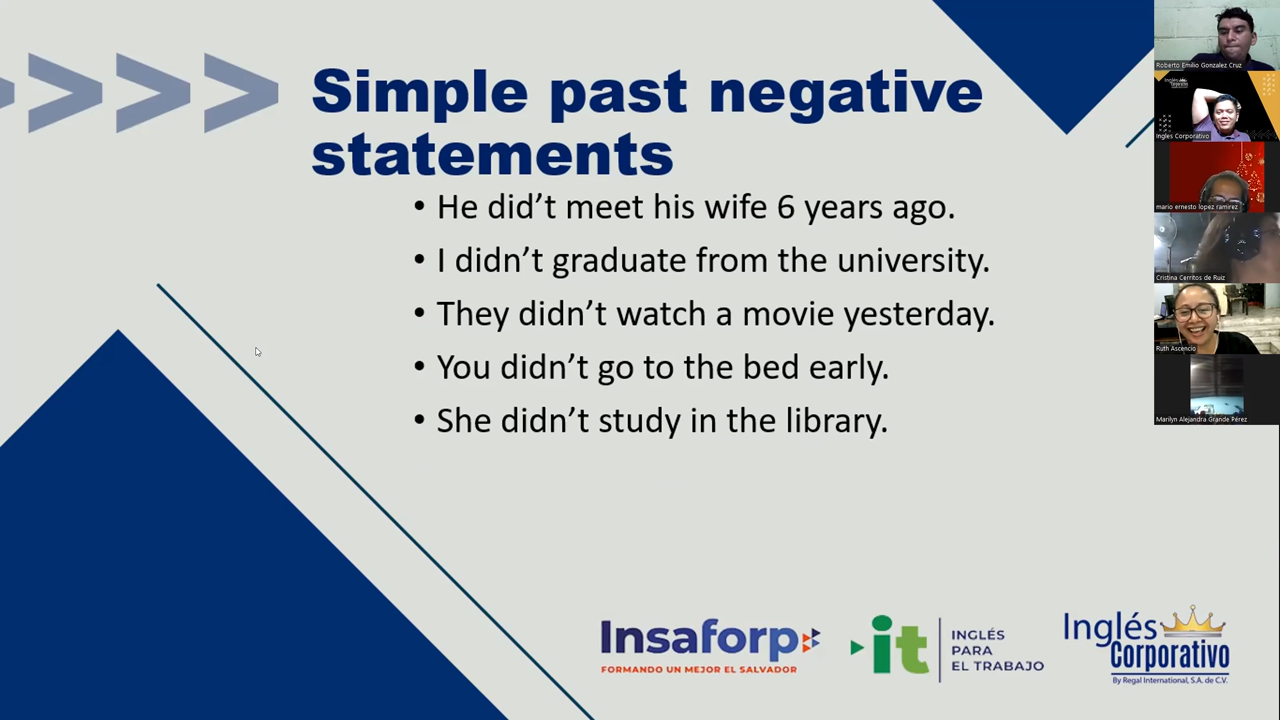 Simple past negative
statements
• He did’t meet his wife 6 years ago.
• I didn’t graduate from the university.
• They didn’t watch a movie yesterday.
• You didn’t go to the bed early.
• She didn’t study in the library.
Insaforp
FORMANDO UN MEJOR EL SALVADOR
it
INGLÉS
PARA
EL TRABAJO
Inglés
Corporativo
By Regal International, S.A. de C.V.
Roberto Emilio Gonzalez Cruz
Ingles Corporativo
mario ernesto lopez ramirez
Cristina Cerritos de Ruiz
Ruth Ascencio
Marilyn Alejandra Grande Pérez